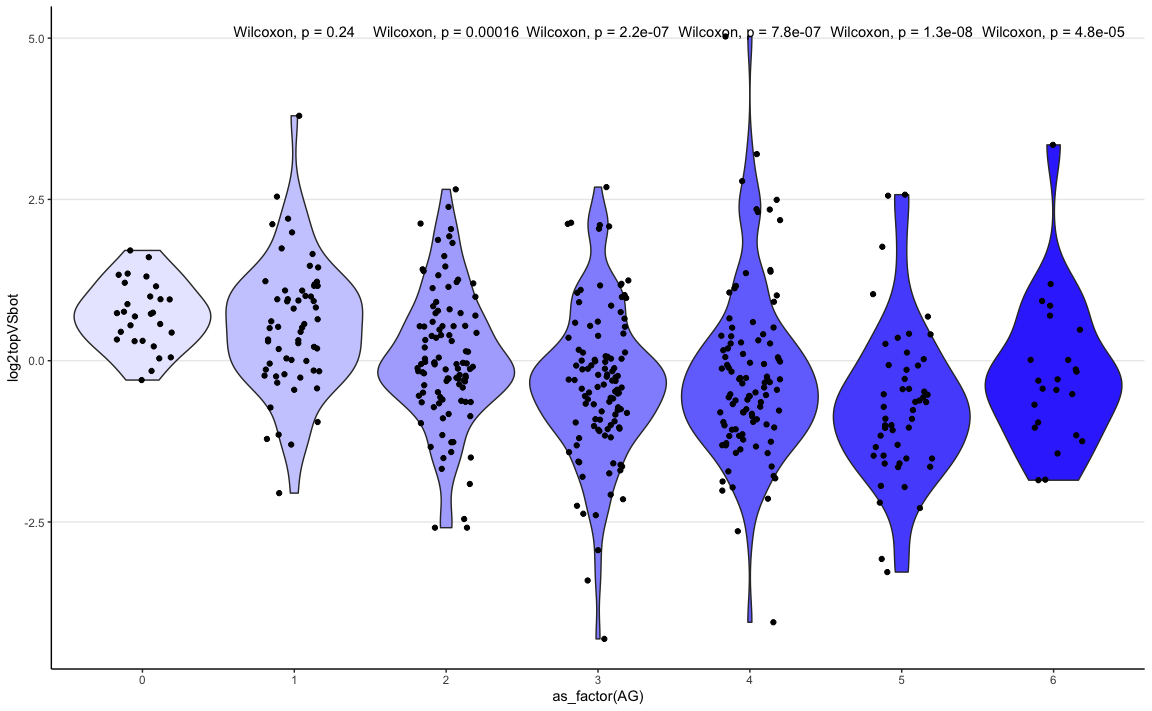 Wilcoxon, p = 0.24 Wilcoxon, p = 0.00016 Wilcoxon, p = 2.2e-07 Wilcoxon, p = 7.8e-07 Wilcoxon, p = 1.3e-08 Wilcoxon, p = 4.8e-05
5.0
2.5
0.0
-2.5
log2topVSbot
0 1 2 3 4 5 6
as_factor(AG)